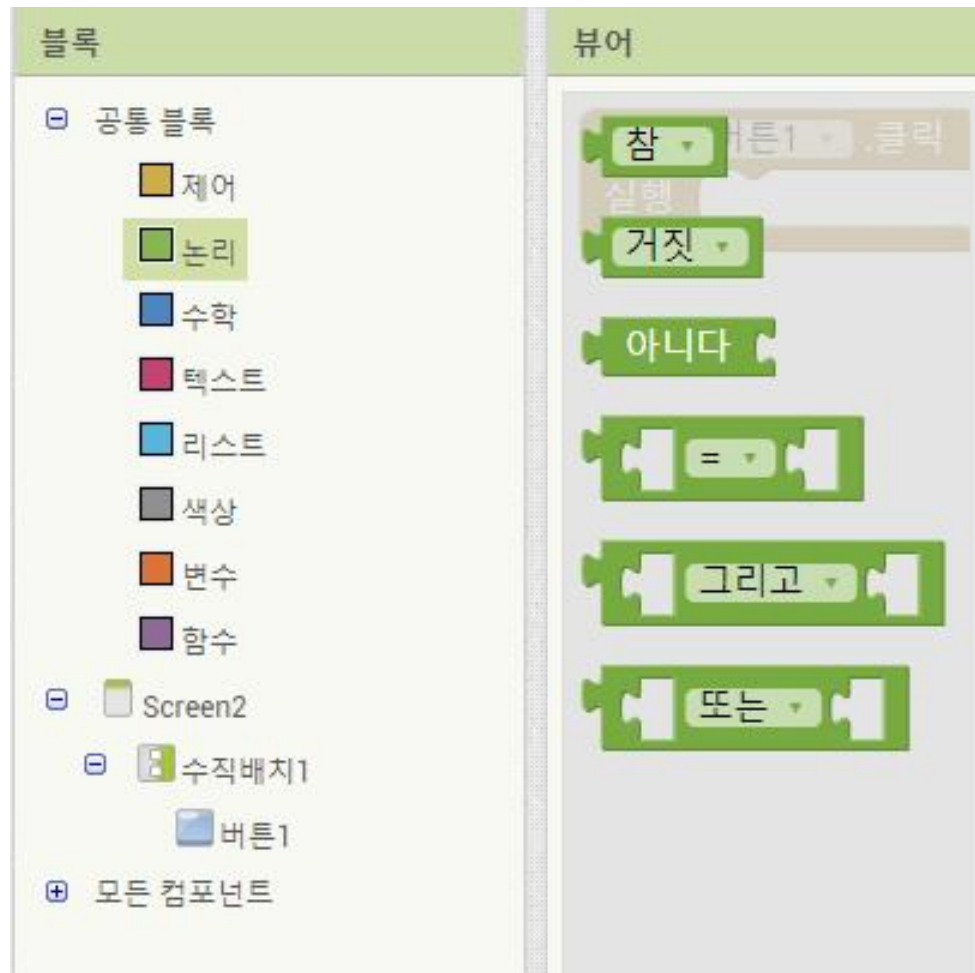 블록
공통 블록
제어
논리
수학
텍스트
리스트
색상
변수
함수
Screen2
수직배치1
버튼1
모든 컴포넌트
뷰어
참
버튼1 .클릭
실행
거짓
아니다
=
그리고
또는